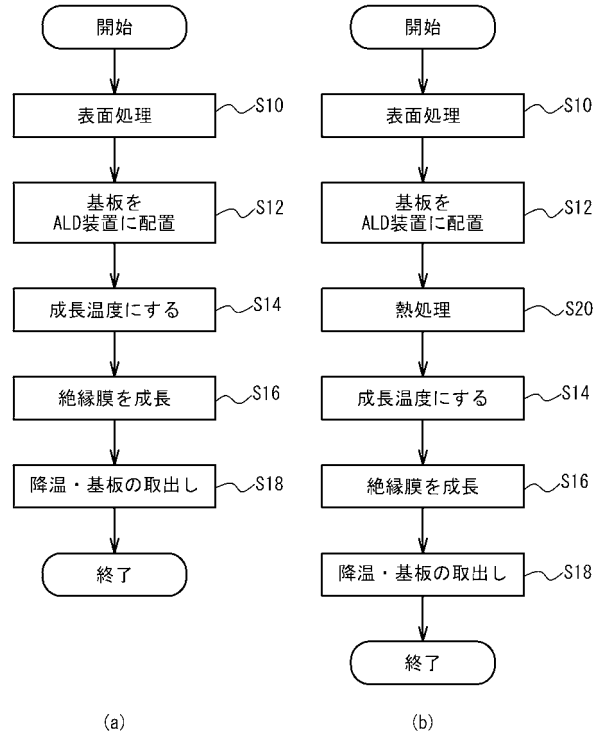 開始
表面処理
S10
基板を
ALD装置に配置
S12
成長温度にする
S14
絶縁膜を成長
S16
降温・基板の取出し
S18
終了
(a)
開始
表面処理
S10
基板を
ALD装置に配置
S12
熱処理
S20
成長温度にする
S14
絶縁膜を成長
S16
降温・基板の取出し
S18
終了
(b)